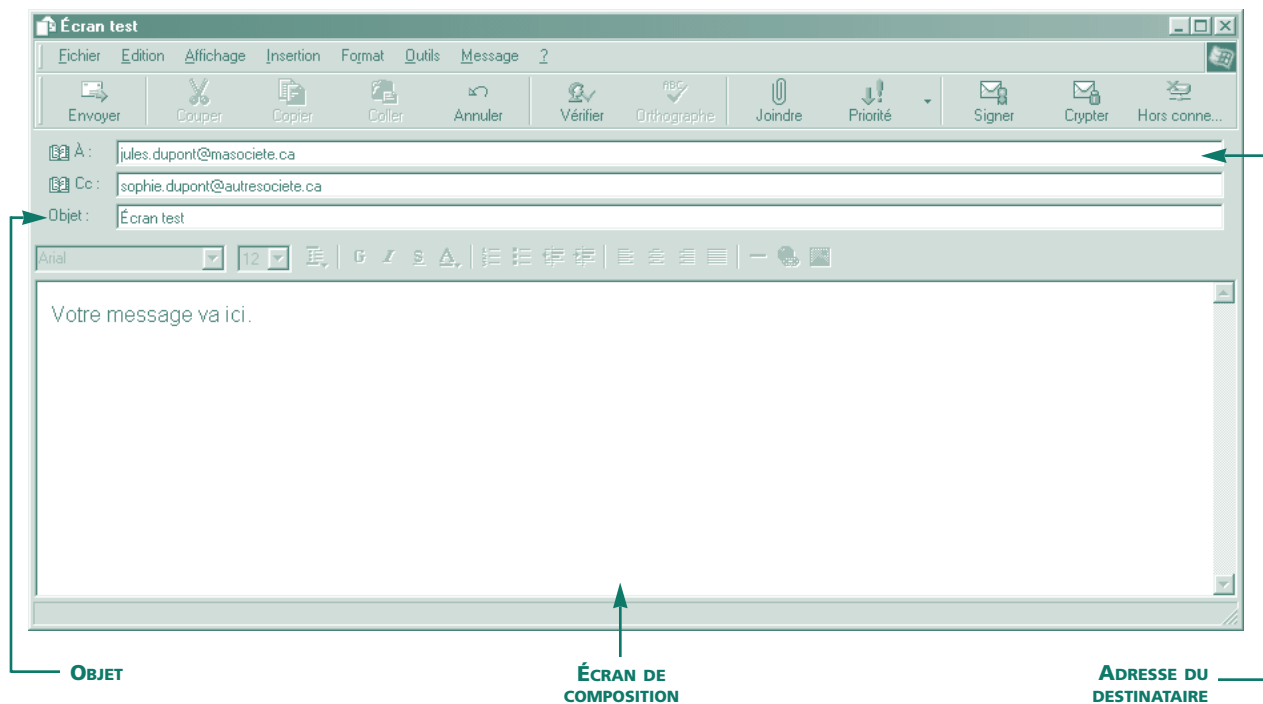 Écran test
Fichier Edition Affichage Insertion Format Outils Message ?
Envoyer Couper Copier Coller Annuler Vérifier ABC Orthographe Joindre Priorité Signer Crypter Hors conne...
À : jules.dupont@masociete.ca
Cc : sophie.dupont@autresociete.ca
Objet : Écran test
Arial 12 G I S A
Votre message va ici.
OBJET
ÉCRAN DE
COMPOSITION
ADRESSE DU
DESTINATAIRE